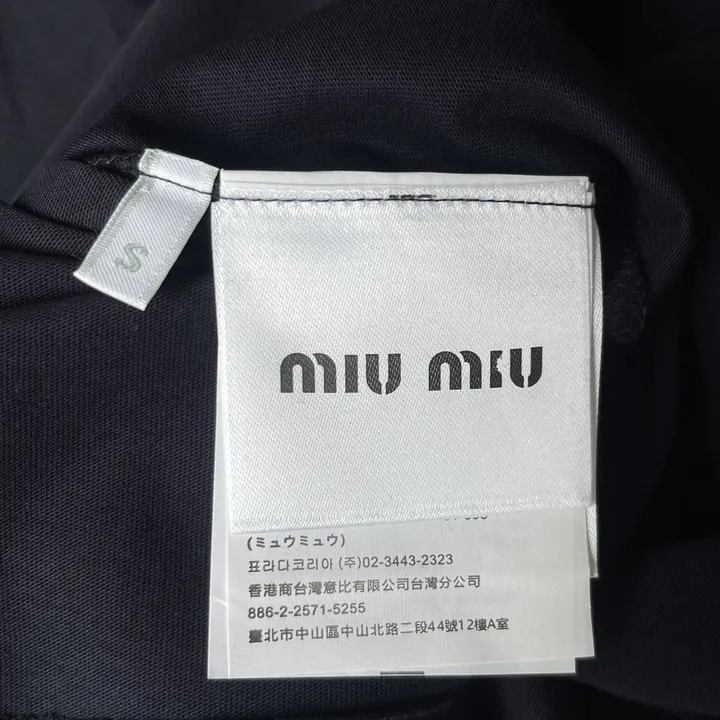 S
MIU MIU
(ミュウミュウ)
프라다코리아 (주)02-3443-2323
香港商台灣意比有限公司台灣分公司
886-2-2571-5255
臺北市中山區中山北路二段44號12樓A室